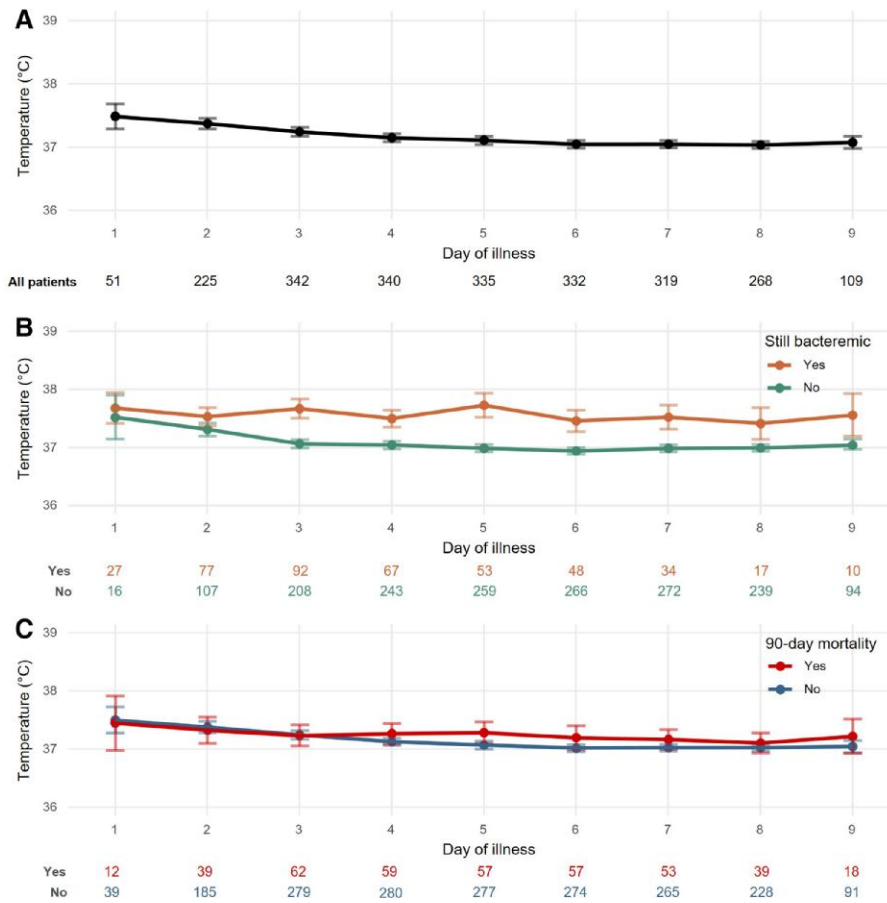 A
39
38
37
36
Temperature (°C)
1 2 3 4 5 6 7 8 9
Day of illness
All patients 51 225 342 340 335 332 319 268 109
B
39
38
37
36
Temperature (°C)
Still bacteremic
Yes
No
1 2 3 4 5 6 7 8 9
Day of illness
Yes 27 77 92 67 53 48 34 17 10
No 16 107 208 243 259 266 272 239 94
C
39
38
37
36
Temperature (°C)
90-day mortality
Yes
No
1 2 3 4 5 6 7 8 9
Day of illness
Yes 12 39 62 59 57 57 53 39 18
No 39 185 279 280 277 274 265 228 91